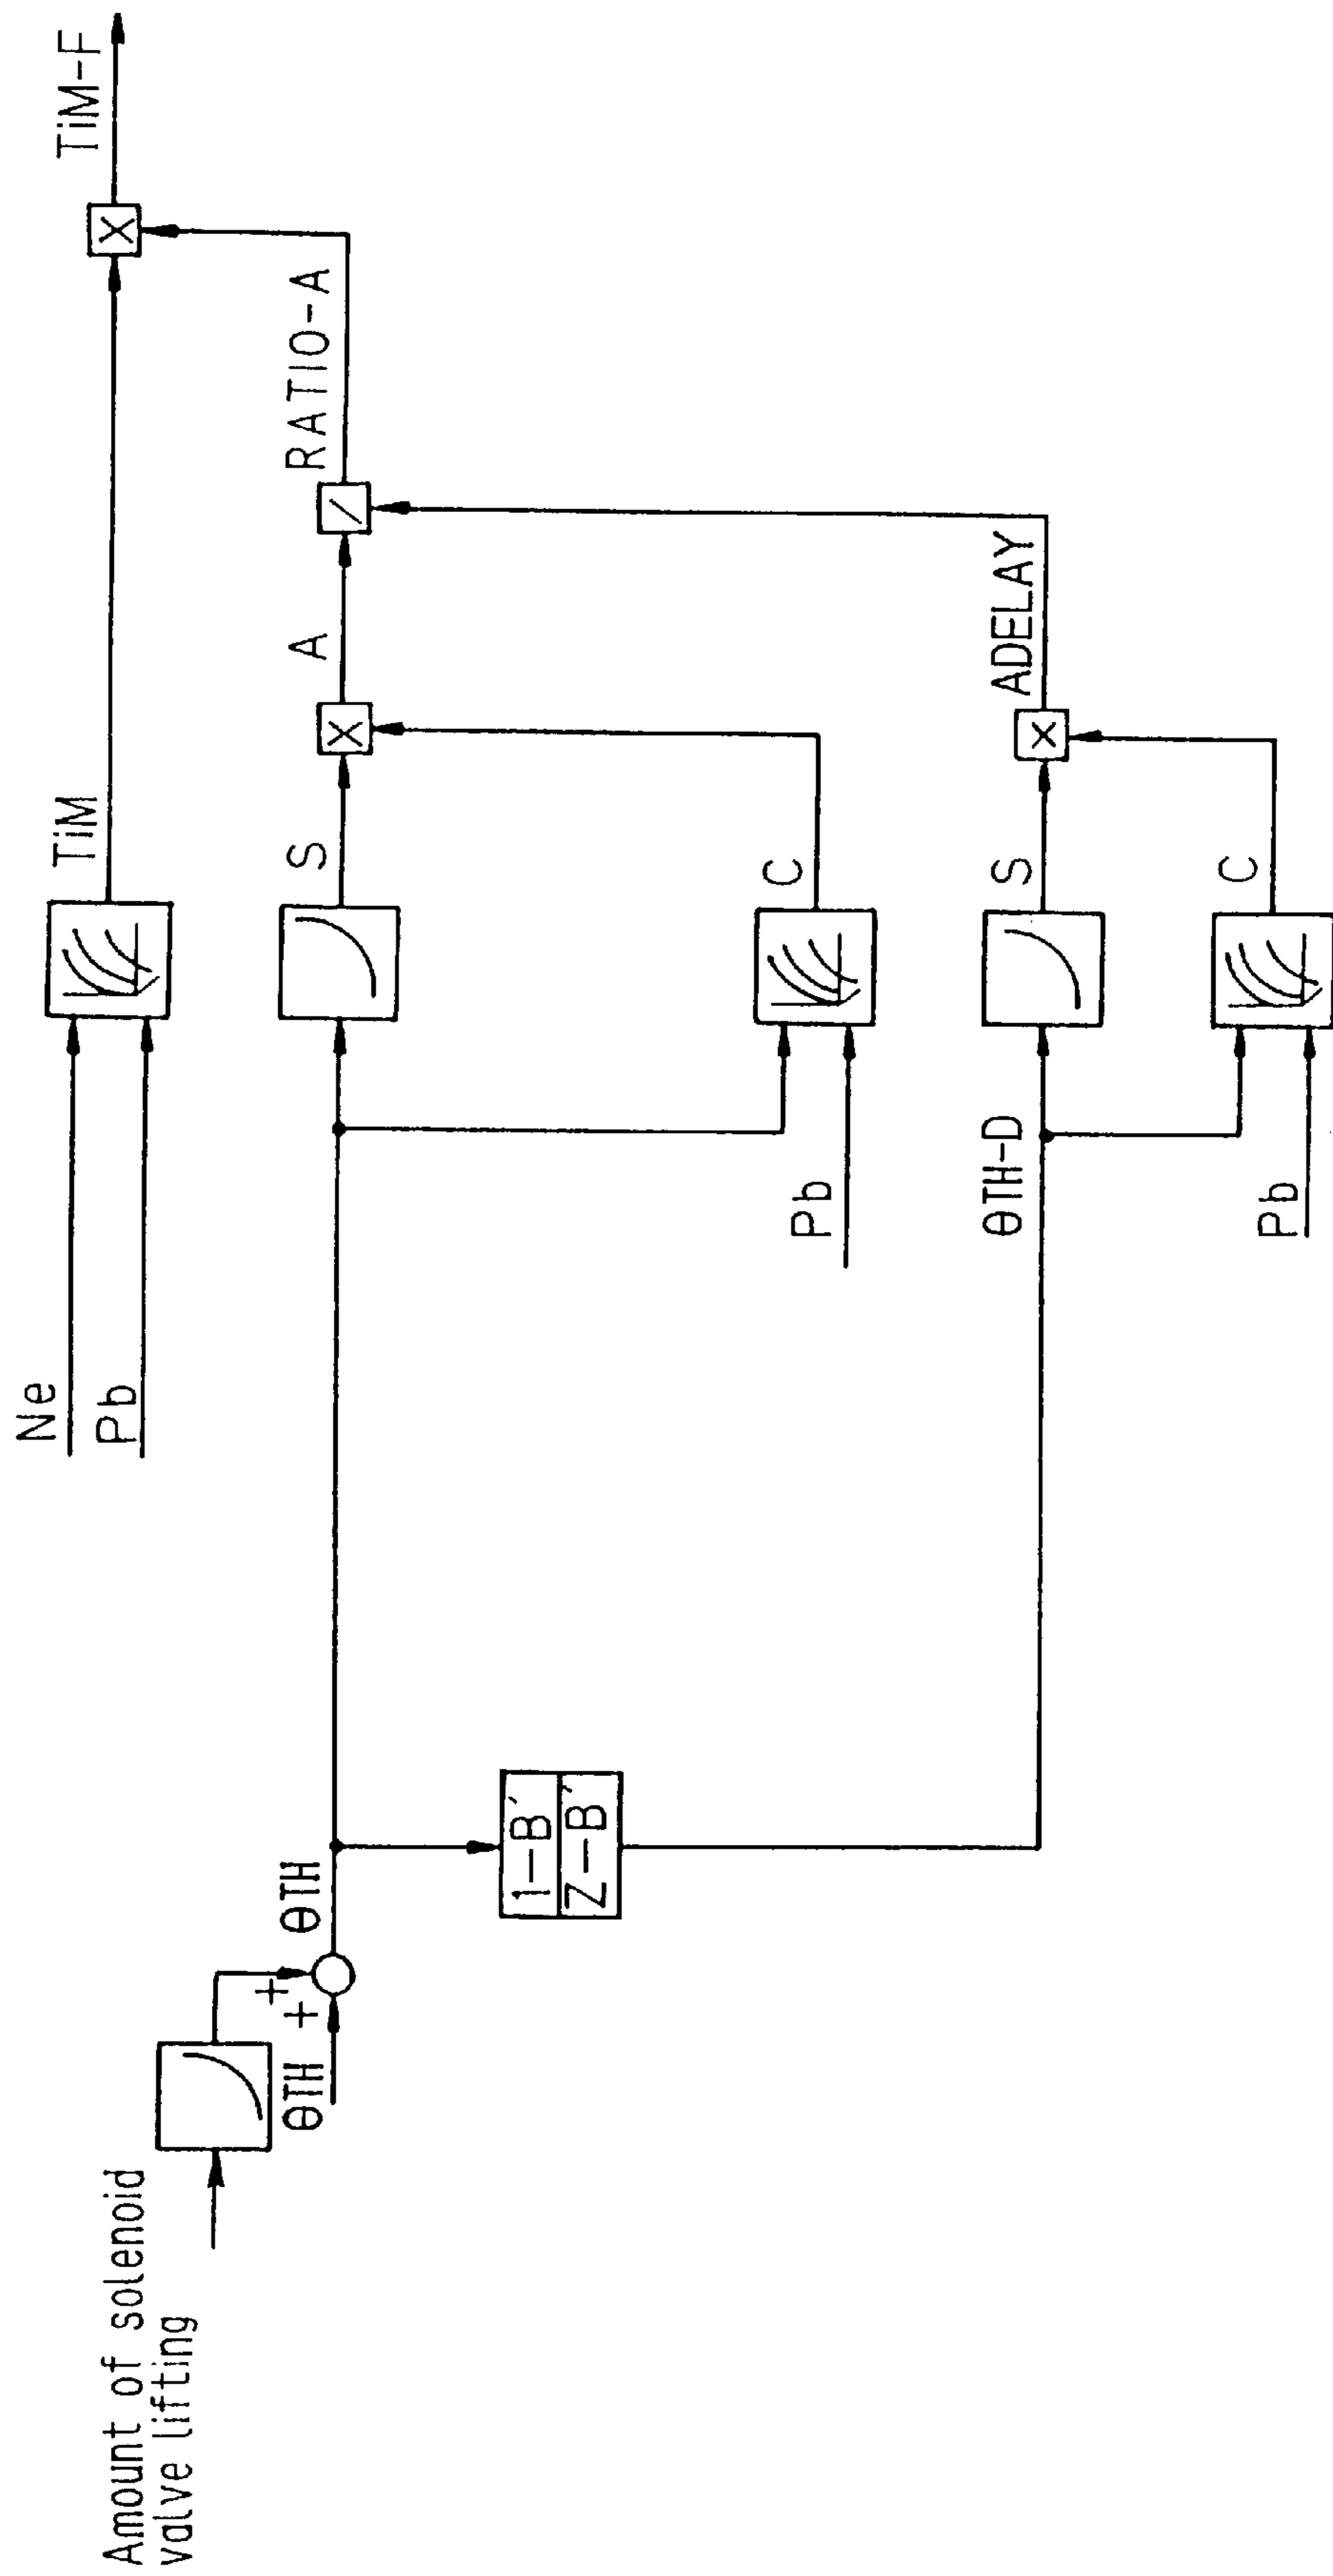 Amount of solenoid
valve lifting
θTH
+
+
θTH
1-B'
Z-B'
Ne
Pb
TiM
X
TiM-F
S
X
A
/
RATIO-A
Pb
C
θTH-D
S
X
ADELAY
Pb
C